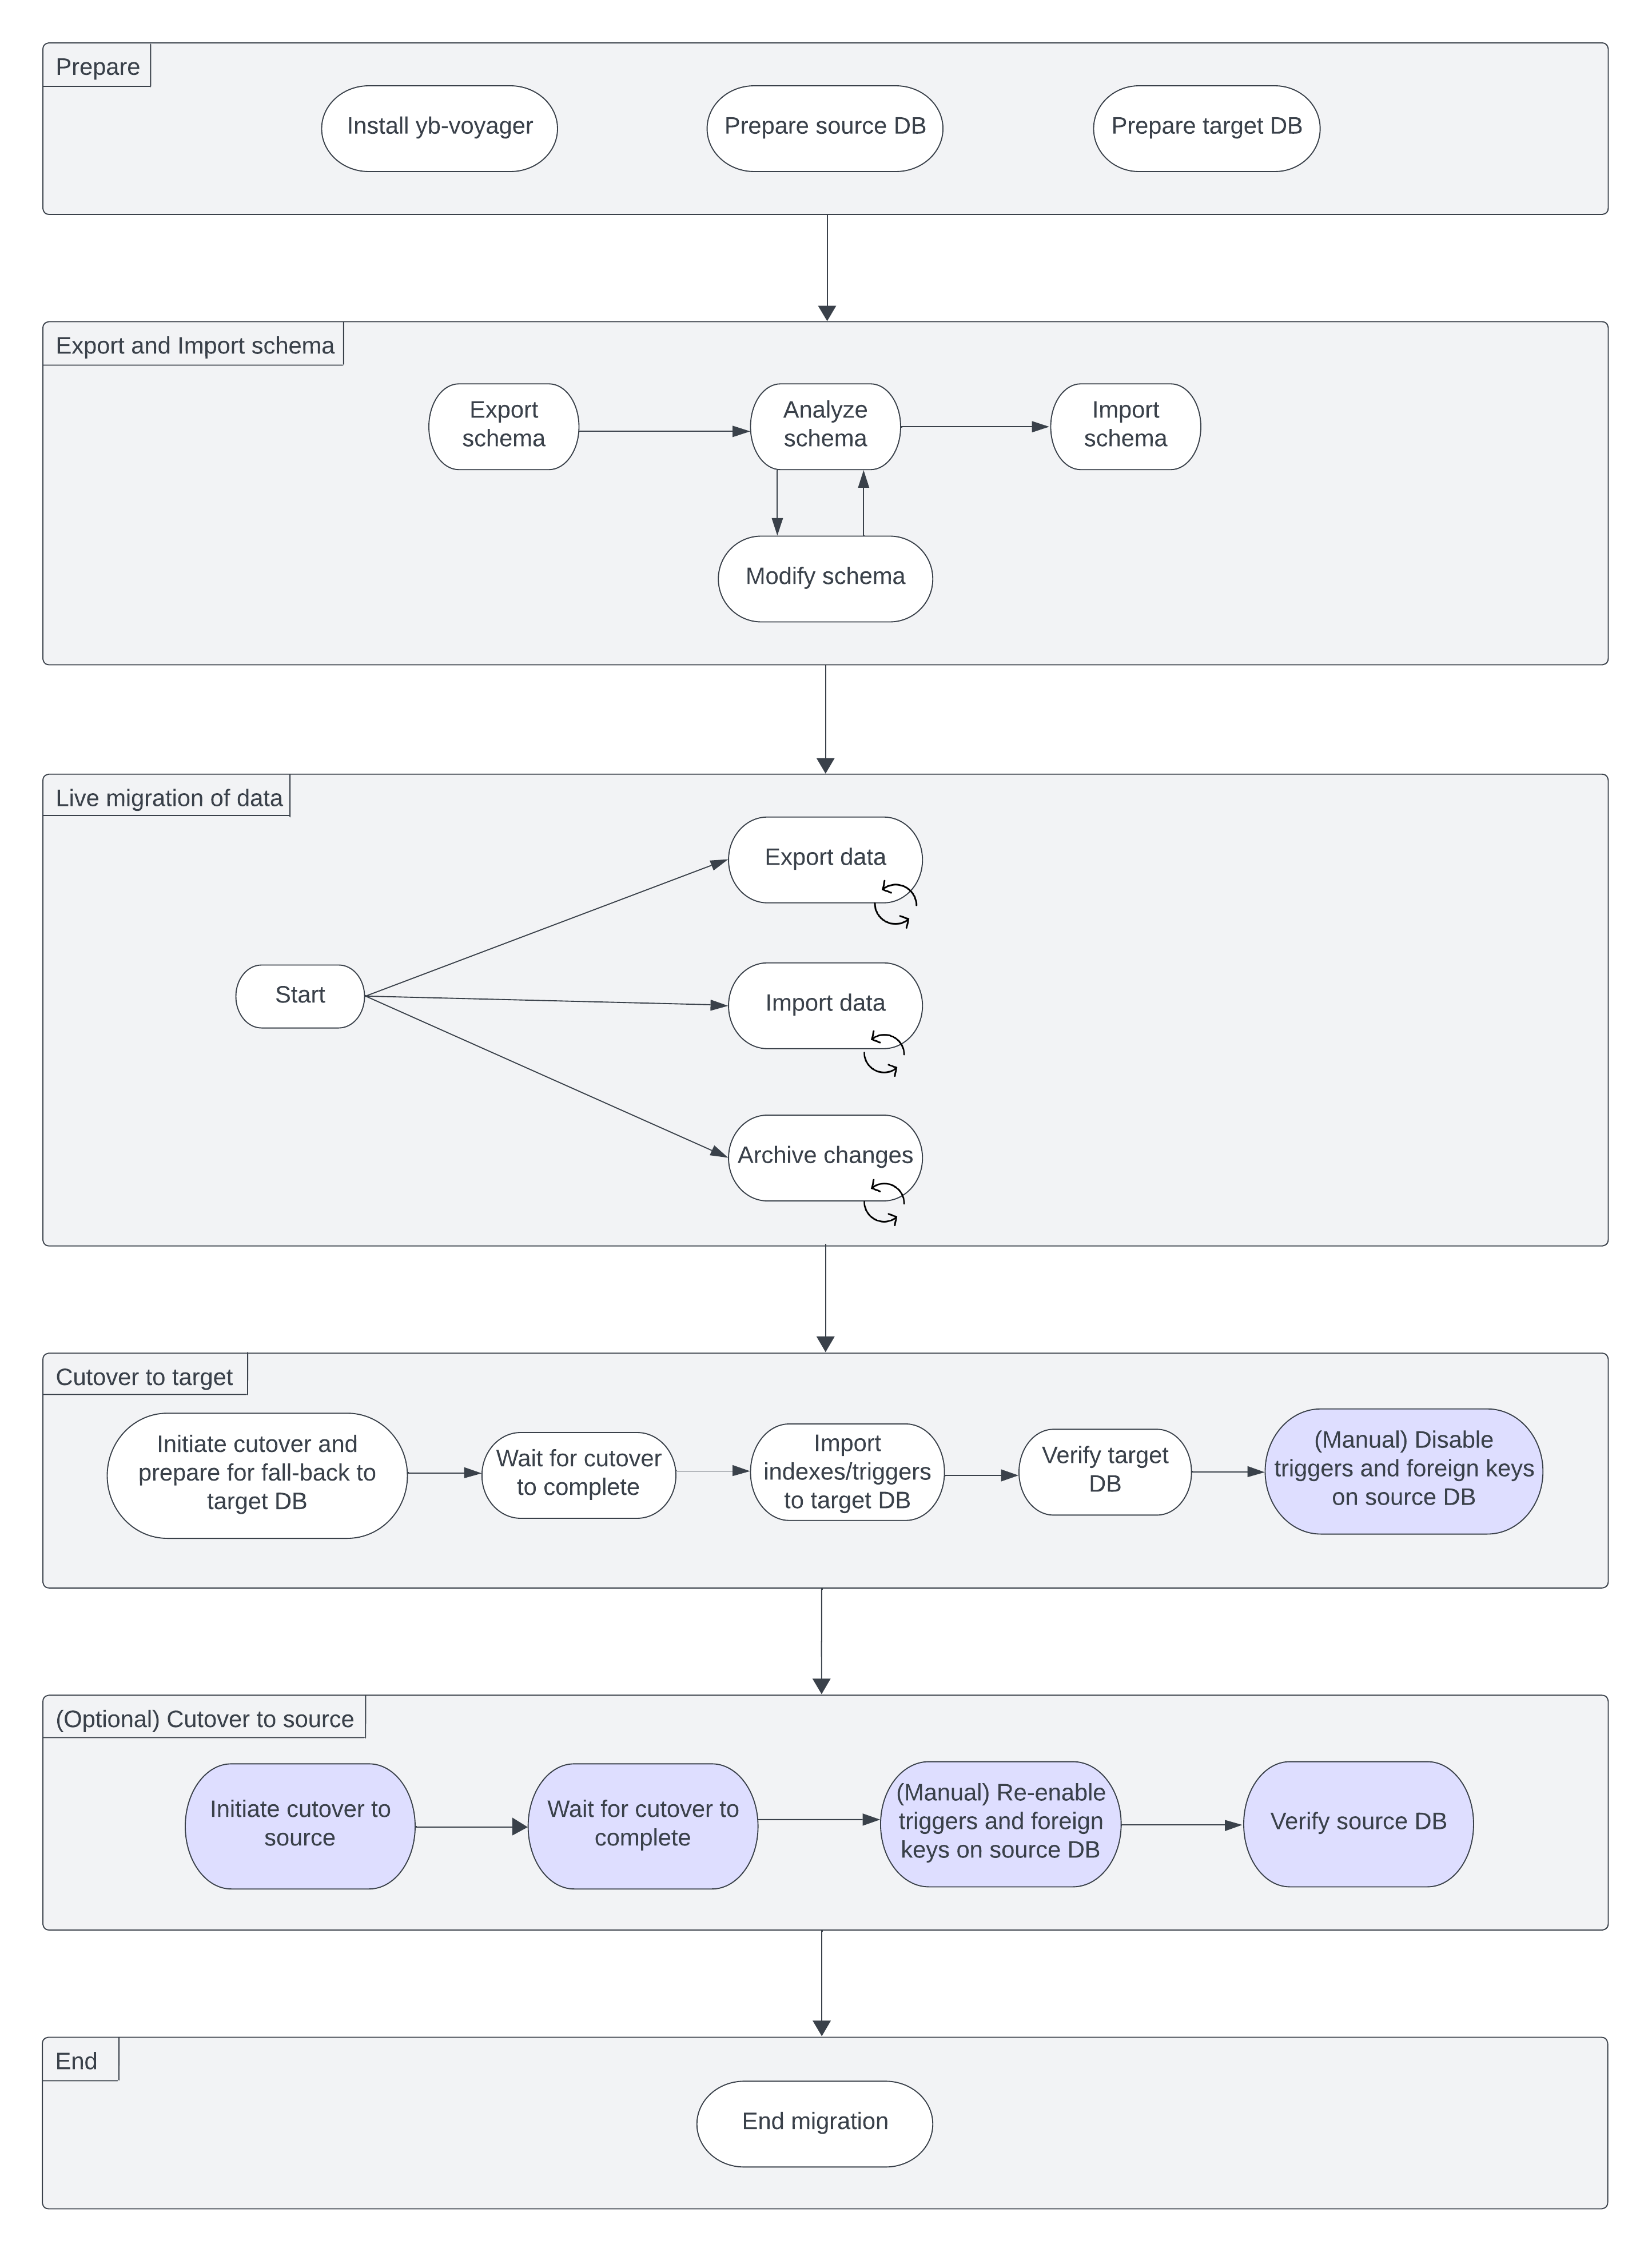 Prepare
Install yb-voyager
Prepare source DB
Prepare target DB
Export and Import schema
Export
schema
Analyze
schema
Import
schema
Modify schema
Live migration of data
Export data
Start
Import data
Archive changes
Cutover to target
Initiate cutover and
prepare for fall-back to
target DB
Wait for cutover
to complete
Import
indexes/triggers
to target DB
Verify target
DB
(Manual) Disable
triggers and foreign keys
on source DB
(Optional) Cutover to source
Initiate cutover to
source
Wait for cutover to
complete
(Manual) Re-enable
triggers and foreign
keys on source DB
Verify source DB
End
End migration